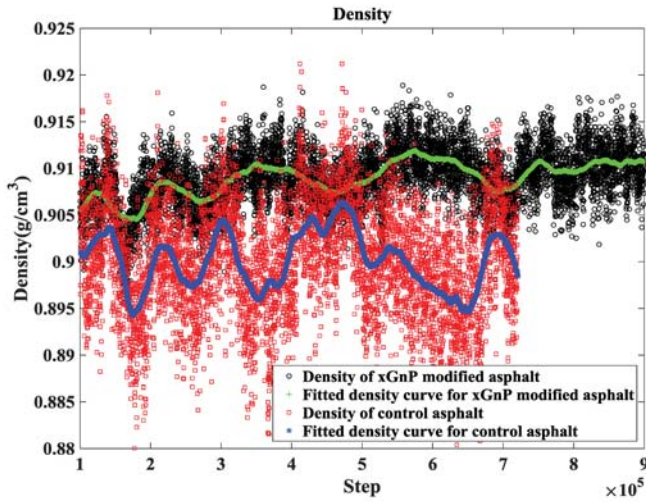 Density
0.925
0.92
0.915
0.91
0.905
0.9
0.895
0.89
0.885
0.88
Density(g/cm³)
Density of xGnP modified asphalt
Fitted density curve for xGnP modified asphalt
Density of control asphalt
Fitted density curve for control asphalt
1 2 3 4 5 6 7 8 9
Step
×10⁵